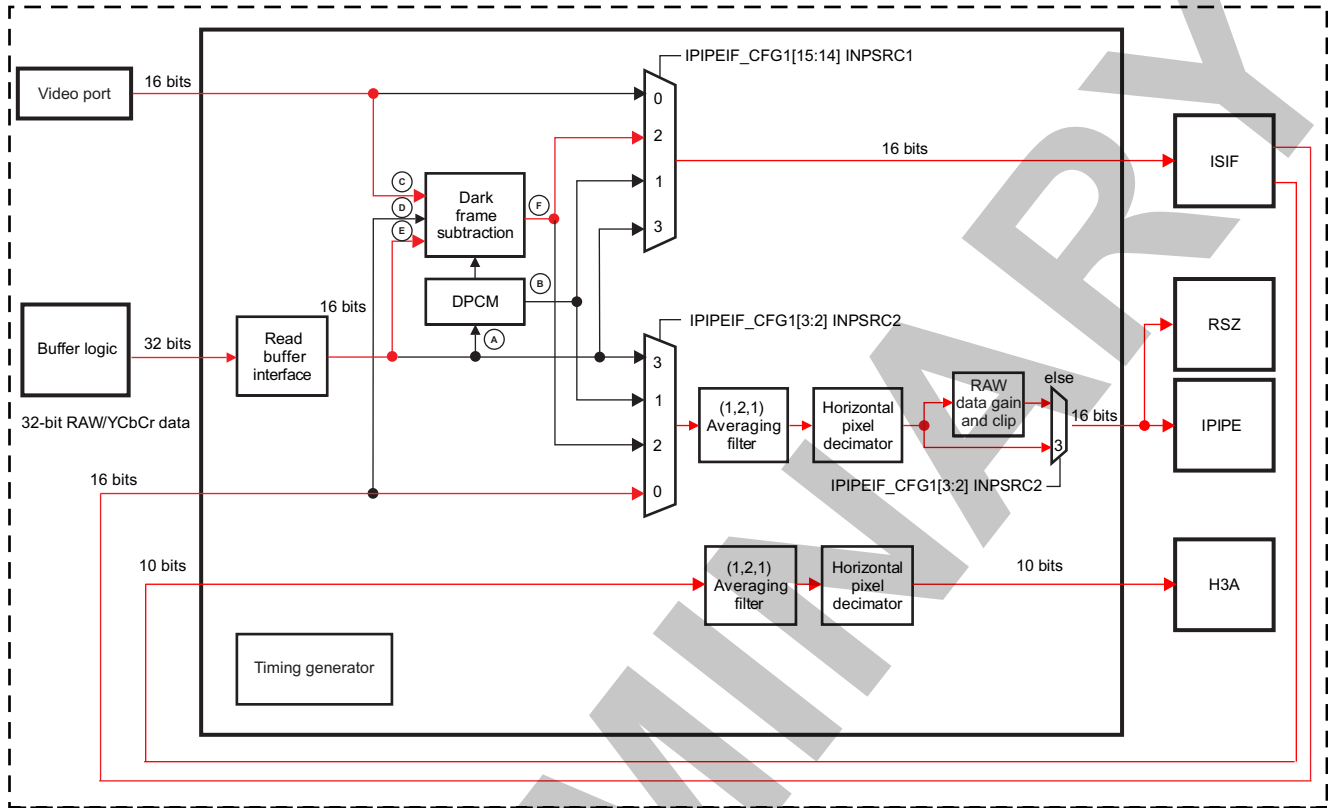 IPIPEIF_CFG1[15:14] INPSRC1
Video port
16 bits
0
2
1
3
16 bits
ISIF
C
D
E
Dark
frame
subtraction
F
DPCM
B
A
16 bits
Buffer logic
32 bits
Read
buffer
interface
32-bit RAW/YCbCr data
IPIPEIF_CFG1[3:2] INPSRC2
3
1
2
0
(1,2,1)
Averaging
filter
Horizontal
pixel
decimator
RAW
data gain
and clip
else
3
16 bits
IPIPEIF_CFG1[3:2] INPSRC2
RSZ
IPIPE
16 bits
10 bits
(1,2,1)
Averaging
filter
Horizontal
pixel
decimator
10 bits
H3A
Timing generator
MINARY